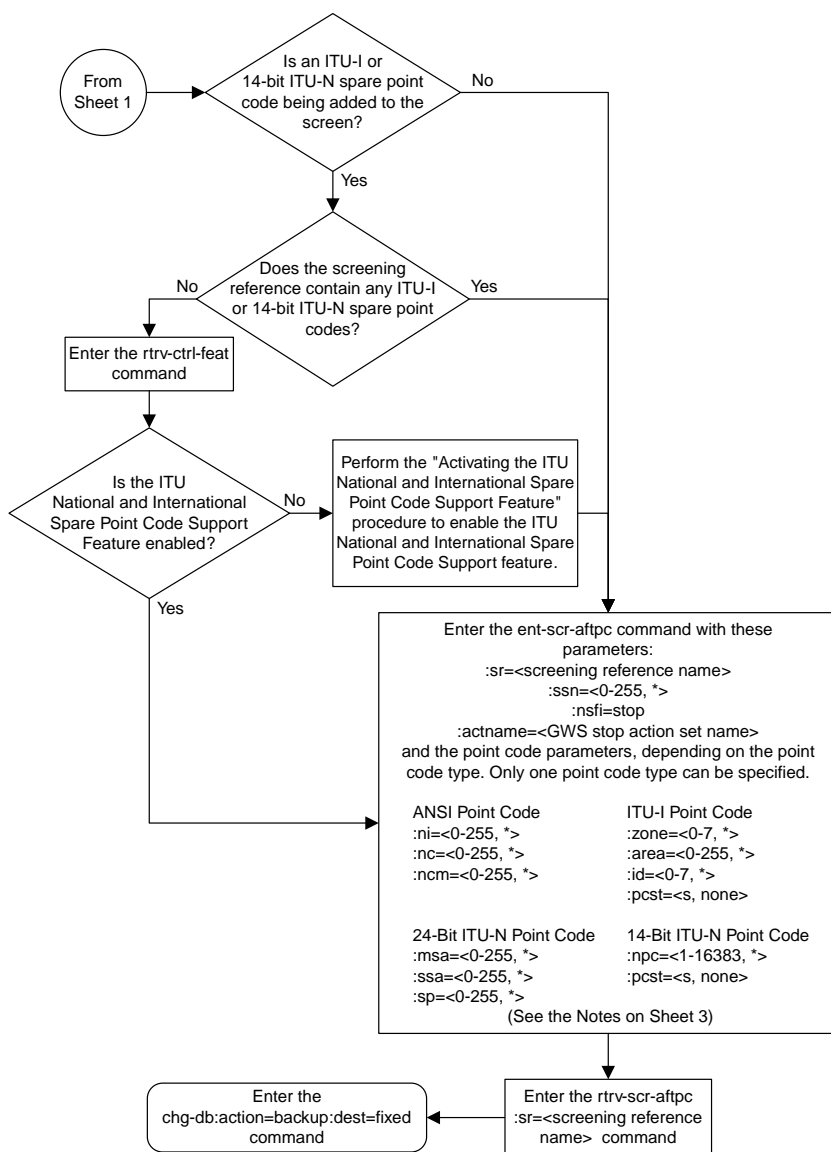 From
Sheet 1
Is an ITU-I or
14-bit ITU-N spare point
code being added to the
screen?
No
Yes
Does the screening
reference contain any ITU-I
or 14-bit ITU-N spare point
codes?
No
Yes
Enter the rtrv-ctrl-feat
command
Is the ITU
National and International
Spare Point Code Support
Feature enabled?
No
Yes
Perform the "Activating the ITU
National and International Spare
Point Code Support Feature"
procedure to enable the ITU
National and International Spare
Point Code Support feature.
Enter the ent-scr-aftpc command with these
parameters:
:sr=<screening reference name>
:ssn=<0-255, *>
:nsfi=stop
:actname=<GWS stop action set name>
and the point code parameters, depending on the point
code type. Only one point code type can be specified.
ANSI Point Code
:ni=<0-255, *>
:nc=<0-255, *>
:ncm=<0-255, *>
ITU-I Point Code
:zone=<0-7, *>
:area=<0-255, *>
:id=<0-7, *>
:pcst=<s, none>
24-Bit ITU-N Point Code
:msa=<0-255, *>
:ssa=<0-255, *>
:sp=<0-255, *>
14-Bit ITU-N Point Code
:npc=<1-16383, *>
:pcst=<s, none>
(See the Notes on Sheet 3)
Enter the rtrv-scr-aftpc
:sr=<screening reference
name> command
Enter the
chg-db:action=backup:dest=fixed
command